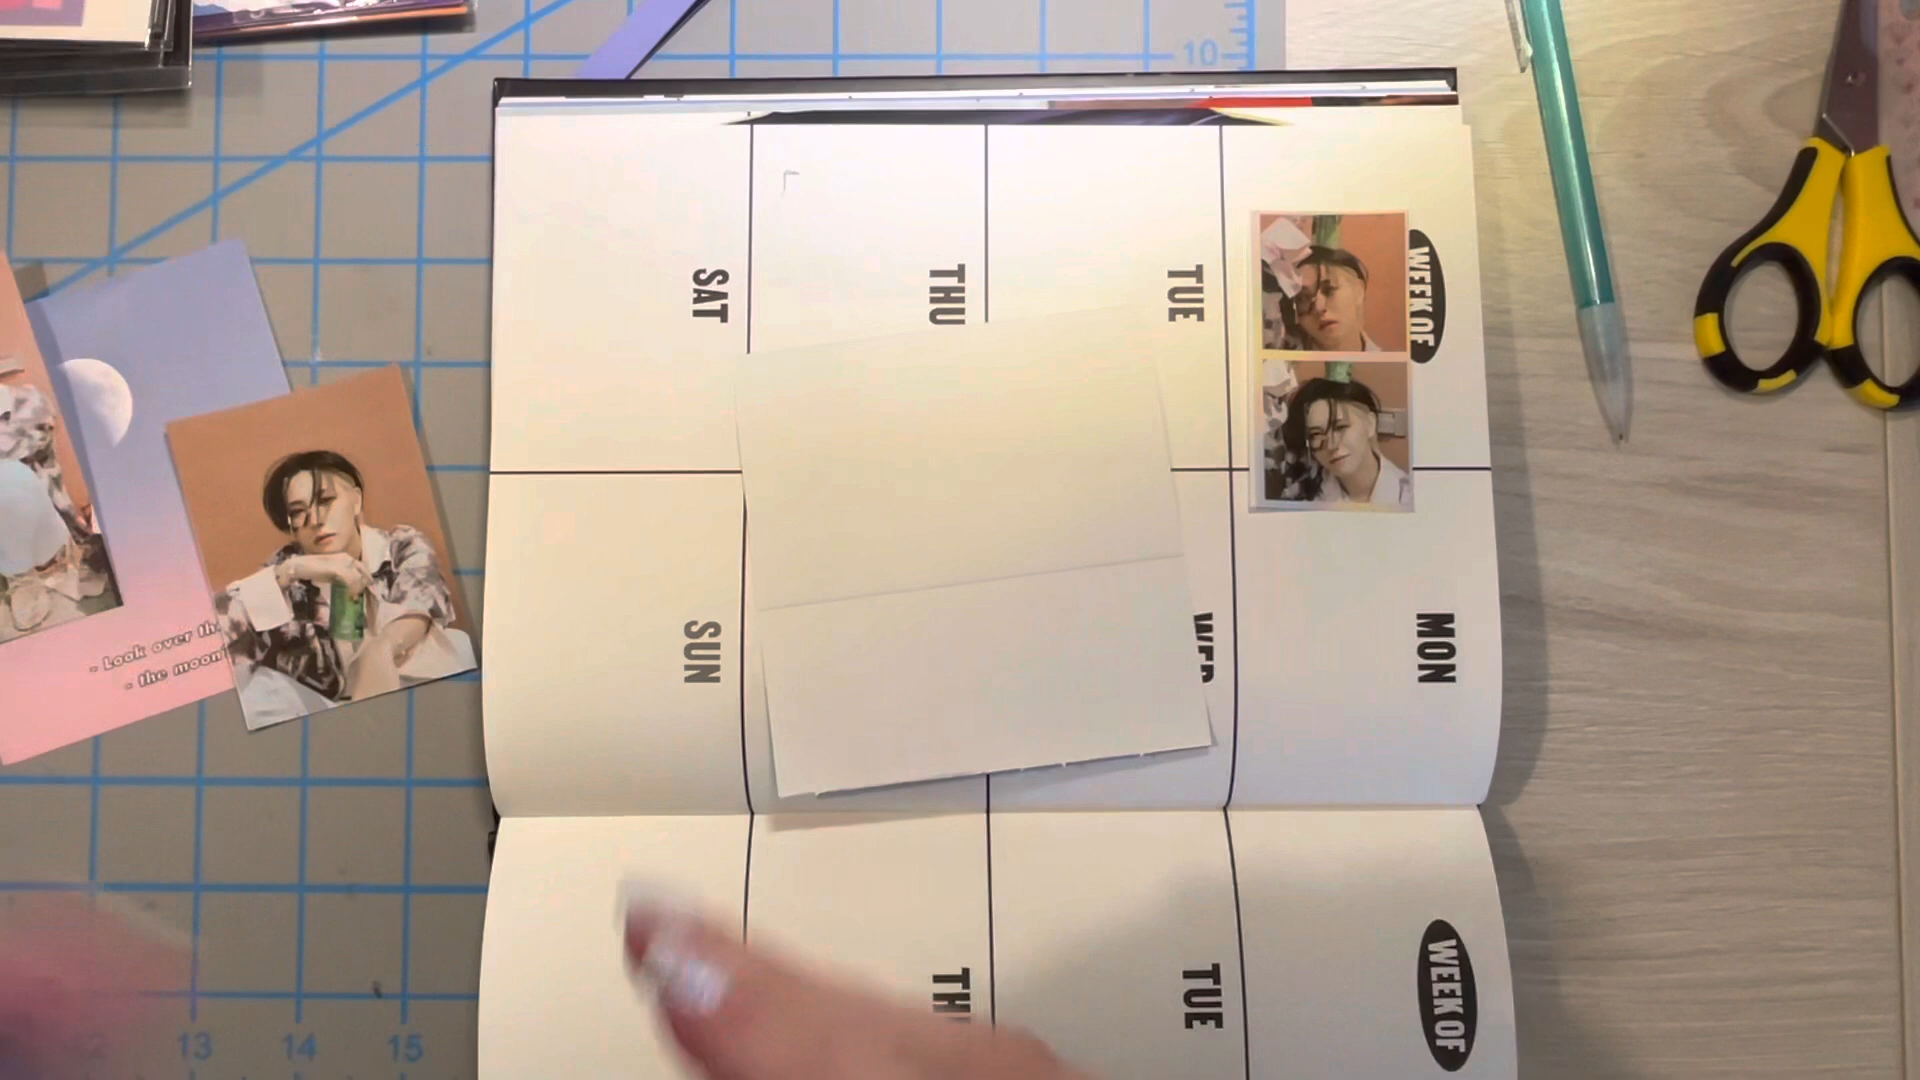 10
WEEK OF
TUE
THU
SAT
MON
SUN
- Look over the
- the moon
WEEK OF
TUE
13
14
15